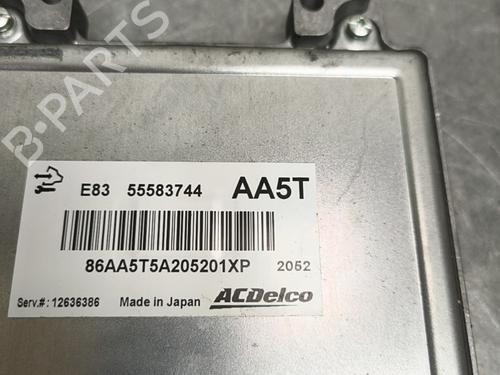 B-PARTS
E83 55583744 AA5T
86AA5T5A205201XP 2052
Serv.#: 12636386 Made in Japan ACDelco